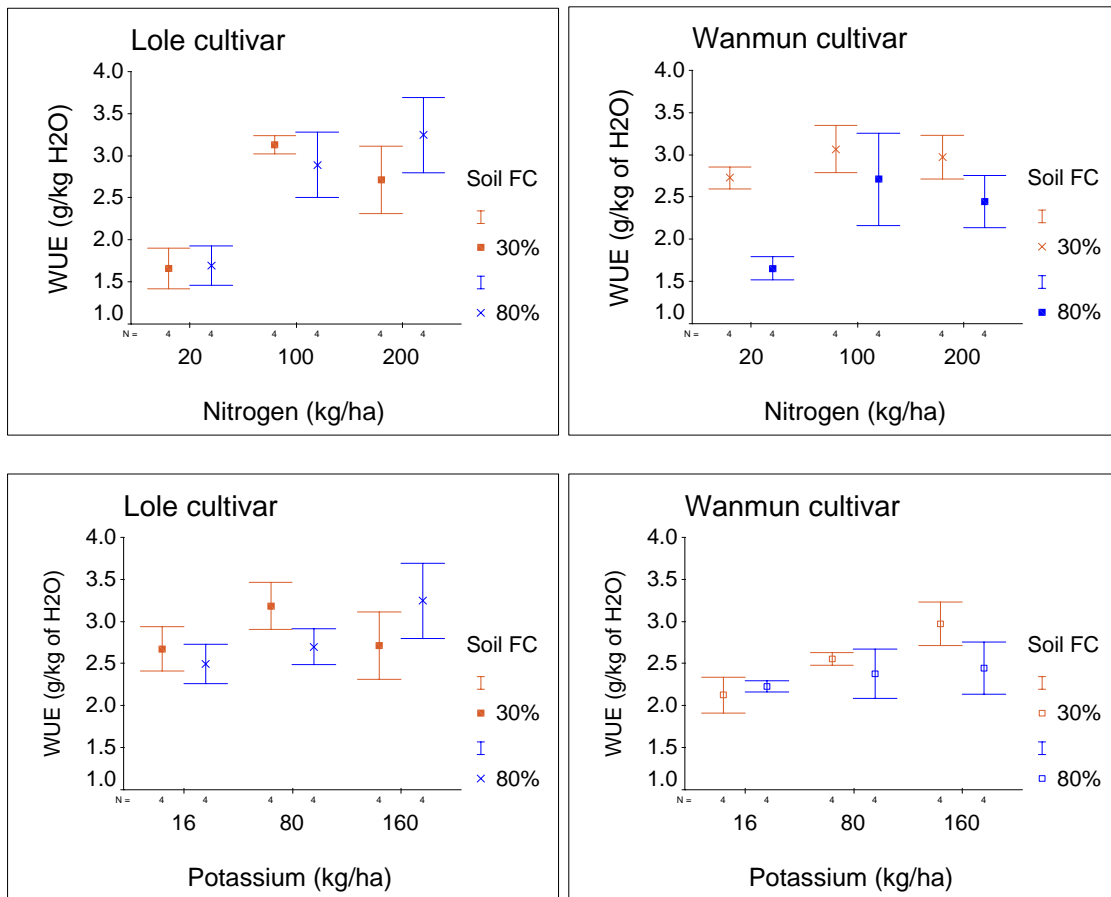 Lole cultivar
WUE (g/kg H2O)
4.0
3.5
3.0
2.5
2.0
1.5
1.0
N = 4 4 4 4 4 4
20 100 200
Nitrogen (kg/ha)
Soil FC
30%
80%
Wanmun cultivar
WUE (g/kg of H2O)
4.0
3.5
3.0
2.5
2.0
1.5
1.0
N = 4 4 4 4 4 4
20 100 200
Nitrogen (kg/ha)
Soil FC
30%
80%
Lole cultivar
WUE (g/kg of H2O)
4.0
3.5
3.0
2.5
2.0
1.5
1.0
N = 4 4 4 4 4 4
16 80 160
Potassium (kg/ha)
Soil FC
30%
80%
Wanmun cultivar
WUE (g/kg of H2O)
4.0
3.5
3.0
2.5
2.0
1.5
1.0
N = 4 4 4 4 4 4
16 80 160
Potassium (kg/ha)
Soil FC
30%
80%